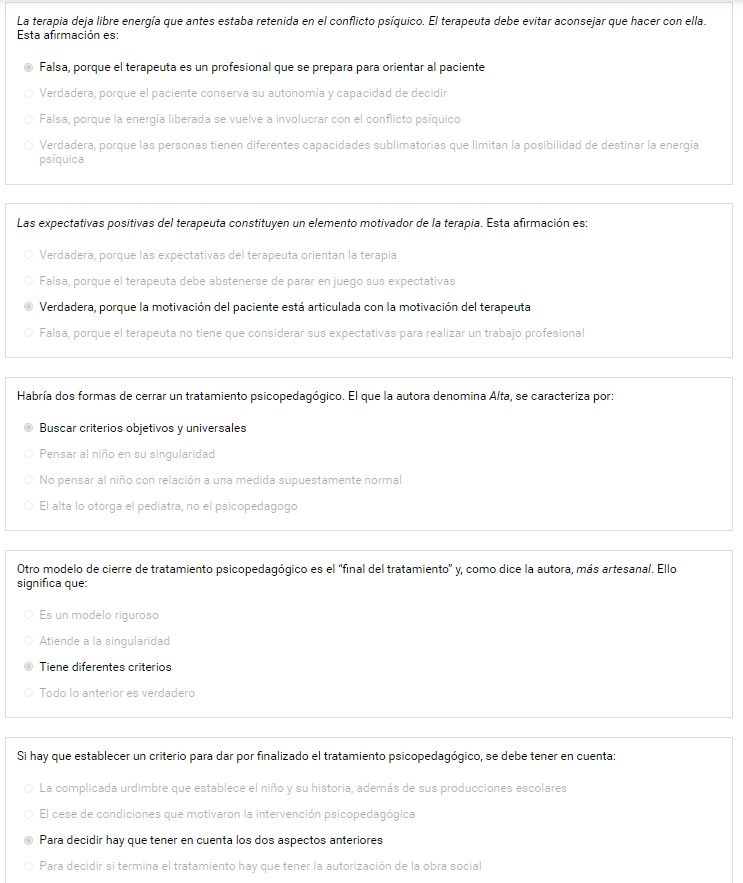 La terapia deja libre energía que antes estaba retenida en el conflicto psíquico. El terapeuta debe evitar aconsejar que hacer con ella.
Esta afirmación es:
Falsa, porque el terapeuta es un profesional que se prepara para orientar al paciente
Verdadera, porque el paciente conserva su autonomía y capacidad de decidir
Falsa, porque la energía liberada se vuelve a involucrar con el conflicto psíquico
Verdadera, porque las personas tienen diferentes capacidades sublimatorias que limitan la posibilidad de destinar la energía
psíquica
Las expectativas positivas del terapeuta constituyen un elemento motivador de la terapia. Esta afirmación es:
Verdadera, porque las expectativas del terapeuta orientan la terapia
Falsa, porque el terapeuta debe abstenerse de parar en juego sus expectativas
Verdadera, porque la motivación del paciente está articulada con la motivación del terapeuta
Falsa, porque el terapeuta no tiene que considerar sus expectativas para realizar un trabajo profesional
Habría dos formas de cerrar un tratamiento psicopedagógico. El que la autora denomina Alta, se caracteriza por:
Buscar criterios objetivos y universales
Pensar al niño en su singularidad
No pensar al niño con relación a una medida supuestamente normal
El alta lo otorga el pediatra, no el psicopedagogo
Otro modelo de cierre de tratamiento psicopedagógico es el “final del tratamiento” y, como dice la autora, más artesanal. Ello
significa que:
Es un modelo riguroso
Atiende a la singularidad
Tiene diferentes criterios
Todo lo anterior es verdadero
Si hay que establecer un criterio para dar por finalizado el tratamiento psicopedagógico, se debe tener en cuenta:
La complicada urdimbre que establece el niño y su historia, además de sus producciones escolares
El cese de condiciones que motivaron la intervención psicopedagógica
Para decidir hay que tener en cuenta los dos aspectos anteriores
Para decidir si termina el tratamiento hay que tener la autorización de la obra social